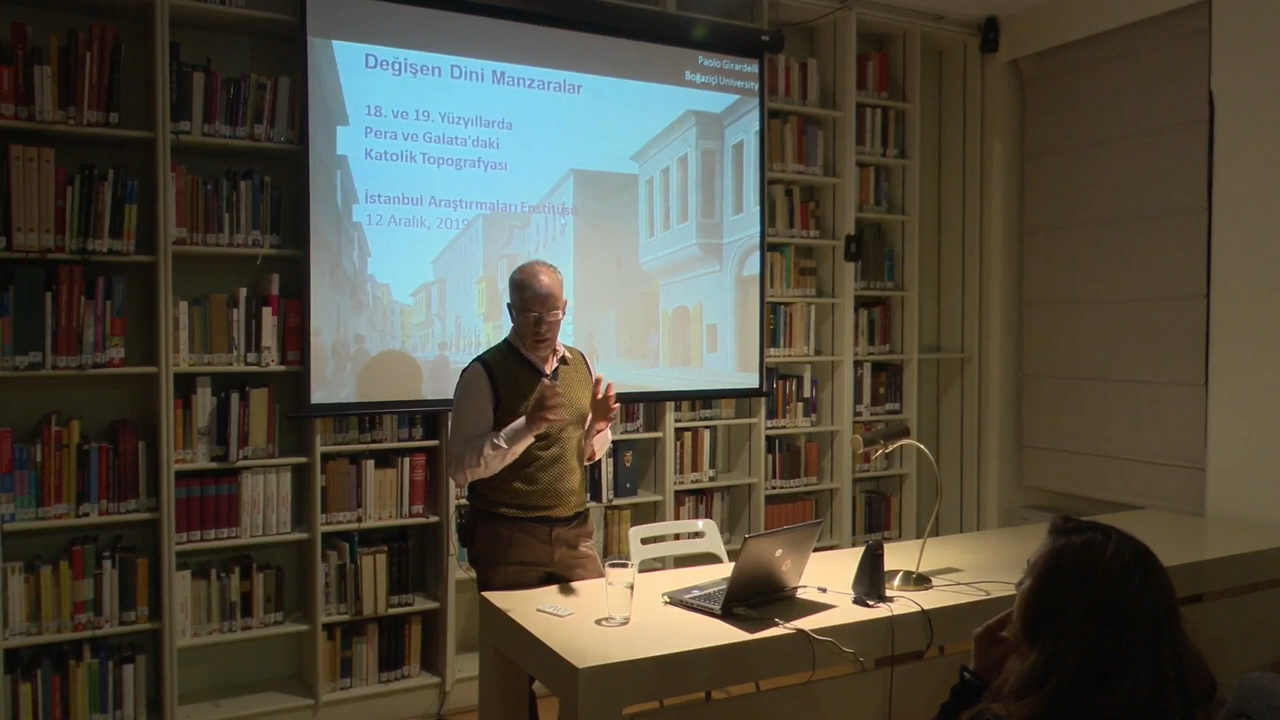 Değişen Dini Manzaralar
18. ve 19. Yüzyıllarda
Pera ve Galata'daki
Katolik Topografyası
İstanbul Araştırmaları Enstitüsü
12 Aralık, 2019
Paolo Girardelli
Boğaziçi University